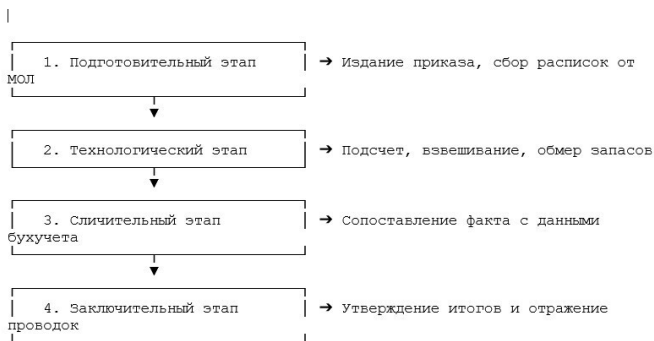 1. Подготовительный этап ➔ Издание приказа, сбор расписок от
МОЛ
2. Технологический этап ➔ Подсчет, взвешивание, обмер запасов
3. Сличительный этап ➔ Сопоставление факта с данными
бухучета
4. Заключительный этап ➔ Утверждение итогов и отражение
проводок